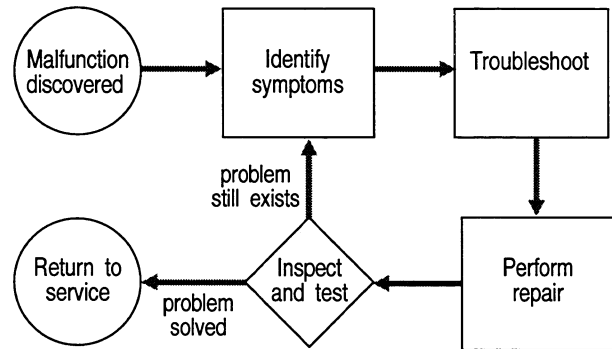 Malfunction
discovered
Identify
symptoms
Troubleshoot
problem
still exists
Return to
service
problem
solved
Inspect
and test
Perform
repair